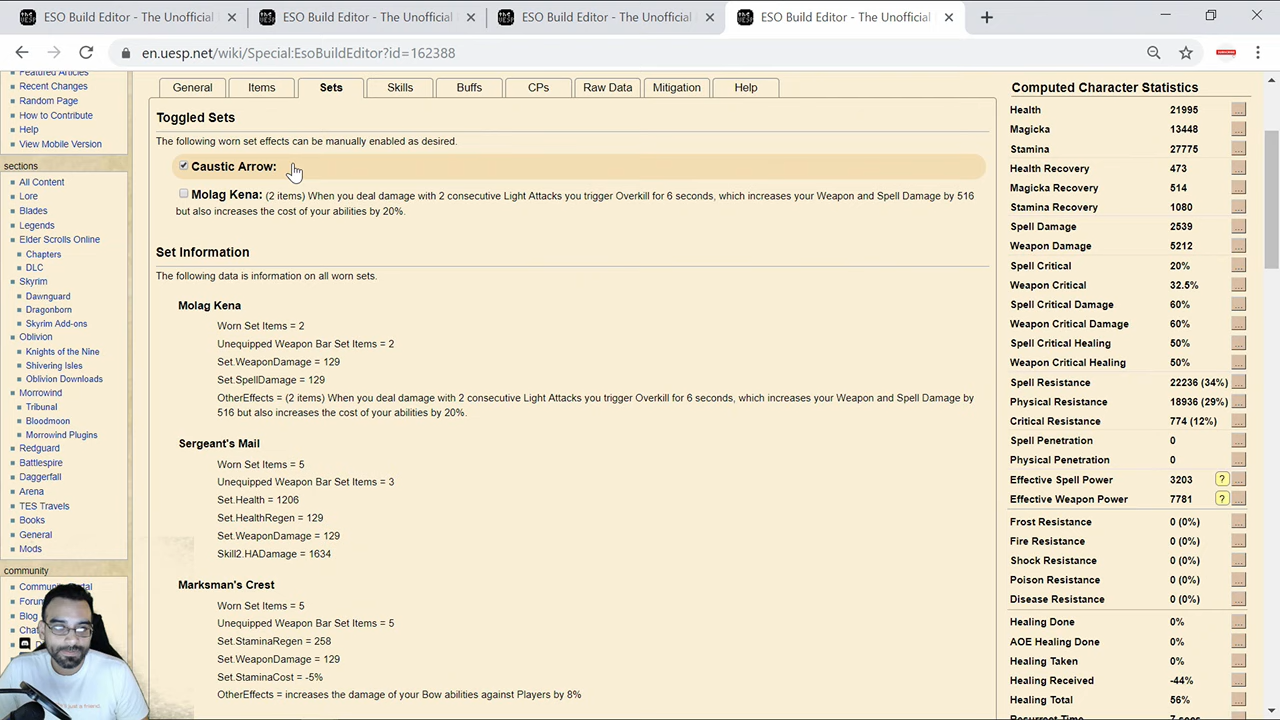 ESO Build Editor - The Unofficial
ESO Build Editor - The Unofficial
ESO Build Editor - The Unofficial
ESO Build Editor - The Unofficial
en.uesp.net/wiki/Special:EsoBuildEditor?id=162388
Featured Articles
Recent Changes
Random Page
How to Contribute
Help
View Mobile Version
sections
All Content
Lore
Blades
Legends
Elder Scrolls Online
Chapters
DLC
Skyrim
Dawnguard
Dragonborn
Skyrim Add-ons
Oblivion
Knights of the Nine
Shivering Isles
Oblivion Downloads
Morrowind
Tribunal
Bloodmoon
Morrowind Plugins
Redguard
Battlespire
Daggerfall
Arena
TES Travels
Books
General
Mods
community
Community Portal
Blog
General Items Sets Skills Buffs CPs Raw Data Mitigation Help
Toggled Sets
The following worn set effects can be manually enabled as desired.
Caustic Arrow:
Molag Kena: (2 items) When you deal damage with 2 consecutive Light Attacks you trigger Overkill for 6 seconds, which increases your Weapon and Spell Damage by 516
but also increases the cost of your abilities by 20%.
Set Information
The following data is information on all worn sets.
Molag Kena
Worn Set Items = 2
Unequipped Weapon Bar Set Items = 2
Set.WeaponDamage = 129
Set.SpellDamage = 129
OtherEffects = (2 items) When you deal damage with 2 consecutive Light Attacks you trigger Overkill for 6 seconds, which increases your Weapon and Spell Damage by
516 but also increases the cost of your abilities by 20%.
Sergeant's Mail
Worn Set Items = 5
Unequipped Weapon Bar Set Items = 3
Set.Health = 1206
Set.HealthRegen = 129
Set.WeaponDamage = 129
Skill2.HADamage = 1634
Marksman's Crest
Worn Set Items = 5
Unequipped Weapon Bar Set Items = 5
Set.StaminaRegen = 258
Set.WeaponDamage = 129
Set.StaminaCost = -5%
OtherEffects = increases the damage of your Bow abilities against Players by 8%
Computed Character Statistics
Health 21995 ...
Magicka 13448 ...
Stamina 27775 ...
Health Recovery 473 ...
Magicka Recovery 514 ...
Stamina Recovery 1080 ...
Spell Damage 2539 ...
Weapon Damage 5212 ...
Spell Critical 20% ...
Weapon Critical 32.5% ...
Spell Critical Damage 60% ...
Weapon Critical Damage 60% ...
Spell Critical Healing 50% ...
Weapon Critical Healing 50% ...
Spell Resistance 22236 (34%) ...
Physical Resistance 18936 (29%) ...
Critical Resistance 774 (12%) ...
Spell Penetration 0 ...
Physical Penetration 0 ...
Effective Spell Power 3203 ? ...
Effective Weapon Power 7781 ? ...
Frost Resistance 0 (0%) ...
Fire Resistance 0 (0%) ...
Shock Resistance 0 (0%) ...
Poison Resistance 0 (0%) ...
Disease Resistance 0 (0%) ...
Healing Done 0% ...
AOE Healing Done 0% ...
Healing Taken 0% ...
Healing Received -44% ...
Healing Total 56% ...
Resurrect Time 7 secs